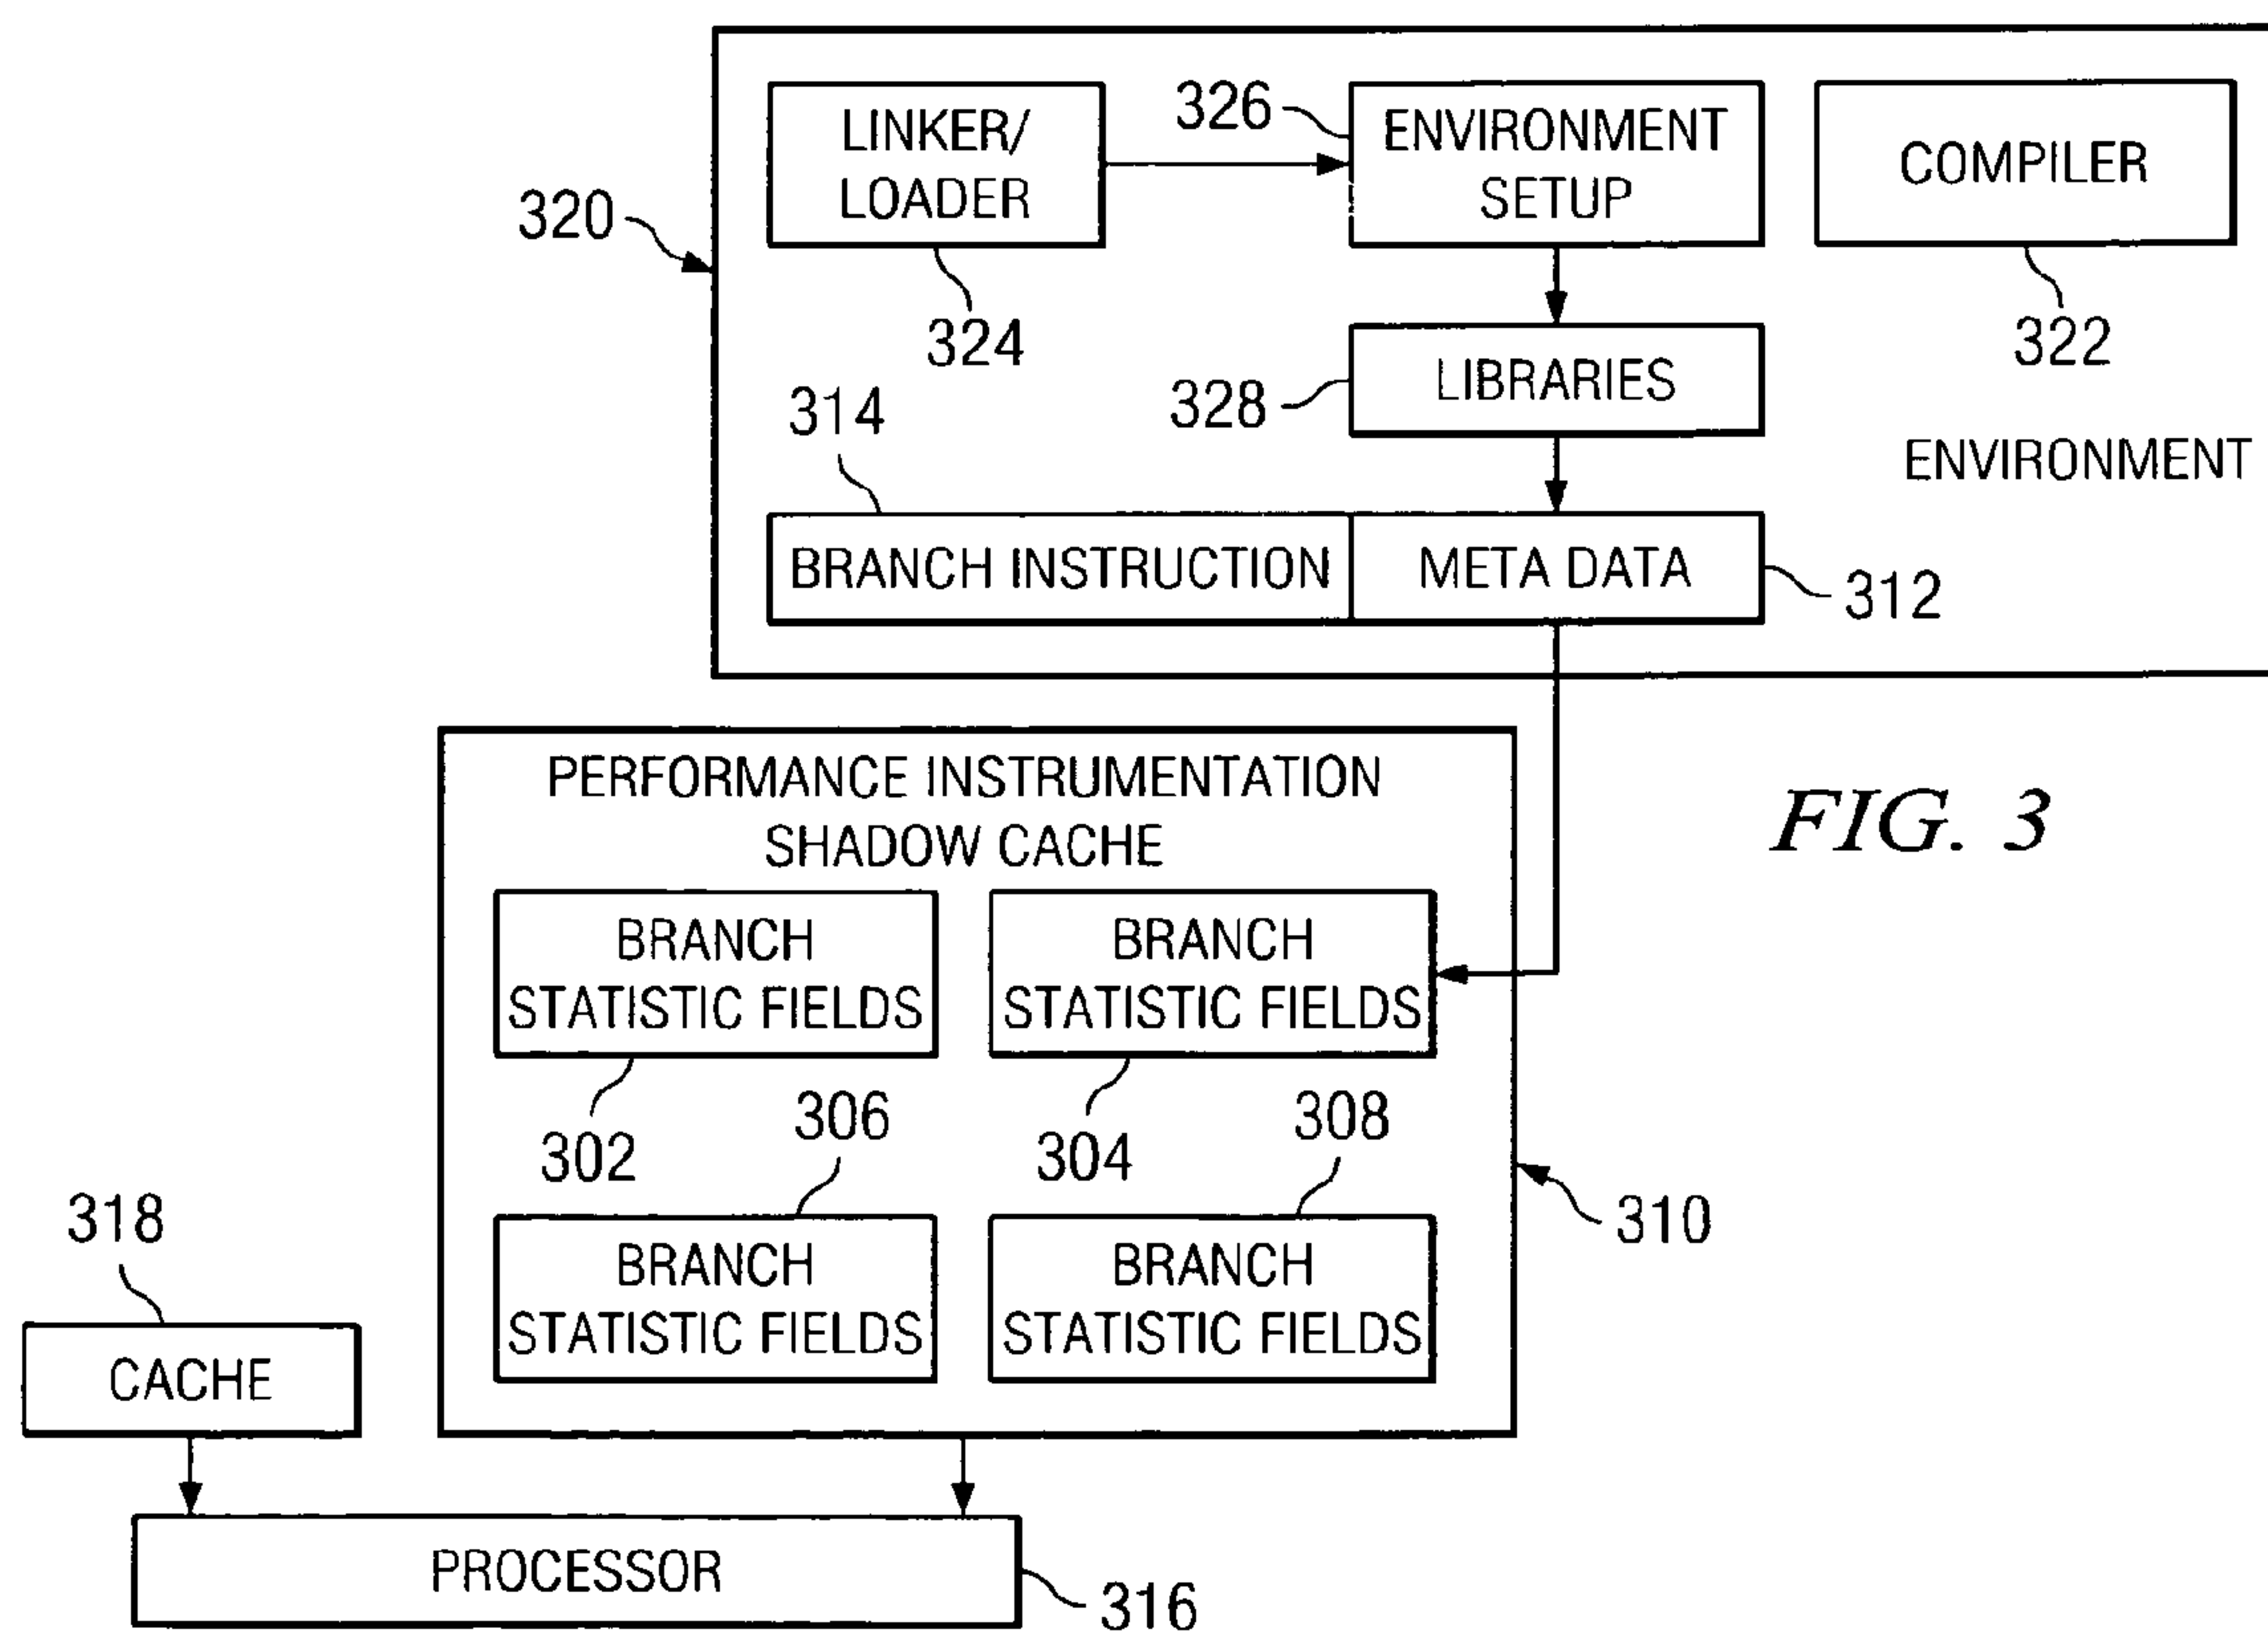 LINKER/
LOADER
326
ENVIRONMENT
SETUP
COMPILER
320
324
322
LIBRARIES
328
314
ENVIRONMENT
BRANCH INSTRUCTION
META DATA
312
PERFORMANCE INSTRUMENTATION
SHADOW CACHE
FIG. 3
BRANCH
STATISTIC FIELDS
BRANCH
STATISTIC FIELDS
302
306
304
308
318
310
BRANCH
STATISTIC FIELDS
BRANCH
STATISTIC FIELDS
CACHE
PROCESSOR
316